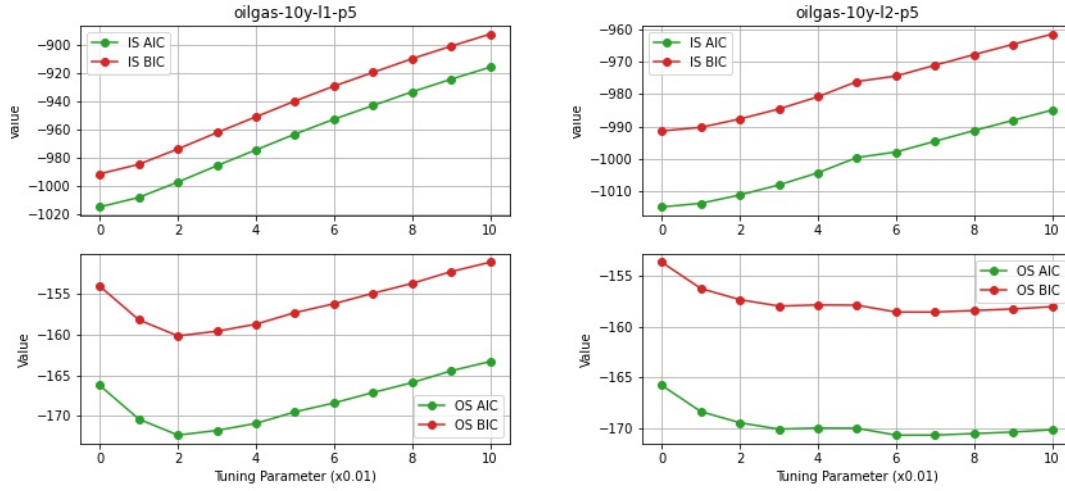 oilgas-10y-l1-p5
IS AIC
IS BIC
value
−900
−920
−940
−960
−980
−1000
−1020
0 2 4 6 8 10
oilgas-10y-l2-p5
IS AIC
IS BIC
value
−960
−970
−980
−990
−1000
−1010
0 2 4 6 8 10
OS AIC
OS BIC
Value
−155
−160
−165
−170
0 2 4 6 8 10
Tuning Parameter (x0.01)
OS AIC
OS BIC
Value
−155
−160
−165
−170
0 2 4 6 8 10
Tuning Parameter (x0.01)